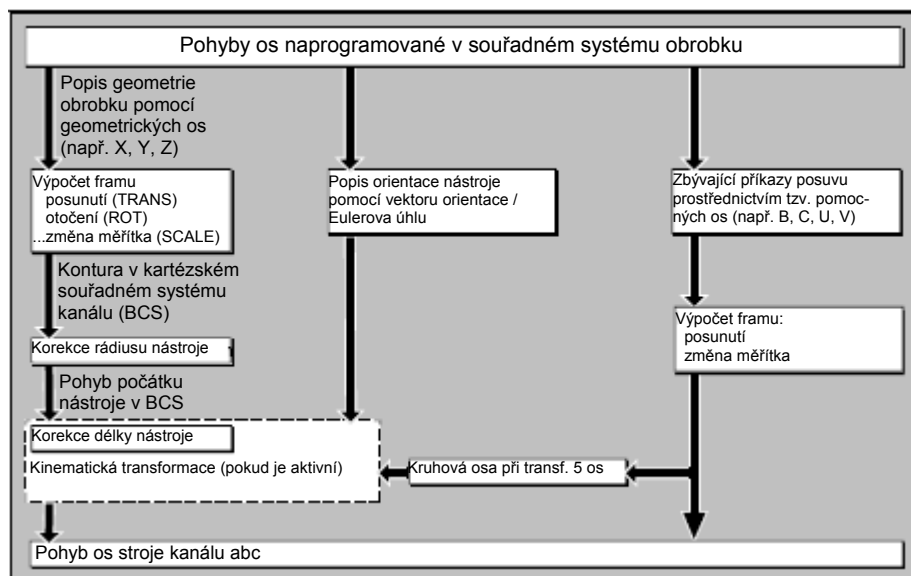 Pohyby os naprogramované v souřadném systému obrobku
Popis geometrie
obrobku pomocí
geometrických os
(např. X, Y, Z)
Výpočet framu
posunutí (TRANS)
otočení (ROT)
...změna měřítka (SCALE)
Popis orientace nástroje
pomocí vektoru orientace /
Eulerova úhlu
Zbývající příkazy posuvu
prostřednictvím tzv. pomoc-
ných os (např. B, C, U, V)
Kontura v kartézském
souřadném systému
kanálu (BCS)
Výpočet framu:
posunutí
změna měřítka
Korekce rádiusu nástroje
Pohyb počátku
nástroje v BCS
Korekce délky nástroje
Kinematická transformace (pokud je aktivní)
Kruhová osa při transf. 5 os
Pohyb os stroje kanálu abc